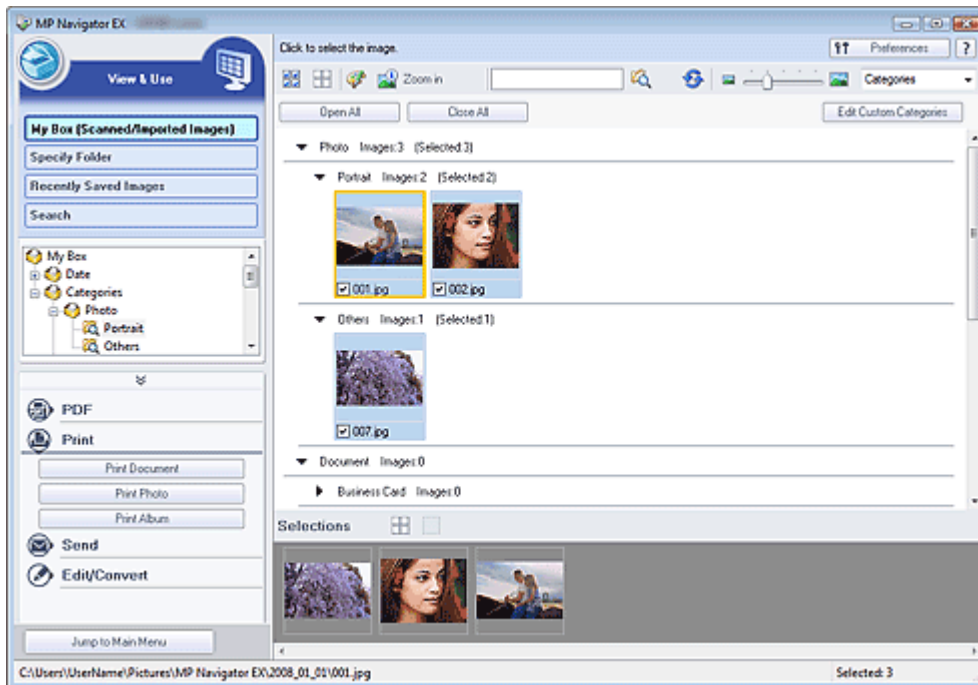 MP Navigator EX
View & Use
My Box (Scanned/Imported Images)
Specify Folder
Recently Saved Images
Search
My Box
Date
Categories
Photo
Portrait
Others
PDF
Print
Print Document
Print Photo
Print Album
Send
Edit/Convert
Jump to Main Menu
Click to select the image.
Preferences
?
Zoom in
Categories
Open All
Close All
Edit Custom Categories
Photo Images:3 (Selected:3)
Portrait Images:2 (Selected:2)
001.jpg
002.jpg
Others Images:1 (Selected:1)
007.jpg
Document Images:0
Business Card Images:0
Selections
C:\Users\UserName\Pictures\MP Navigator EX\2008_01_01\001.jpg
Selected: 3